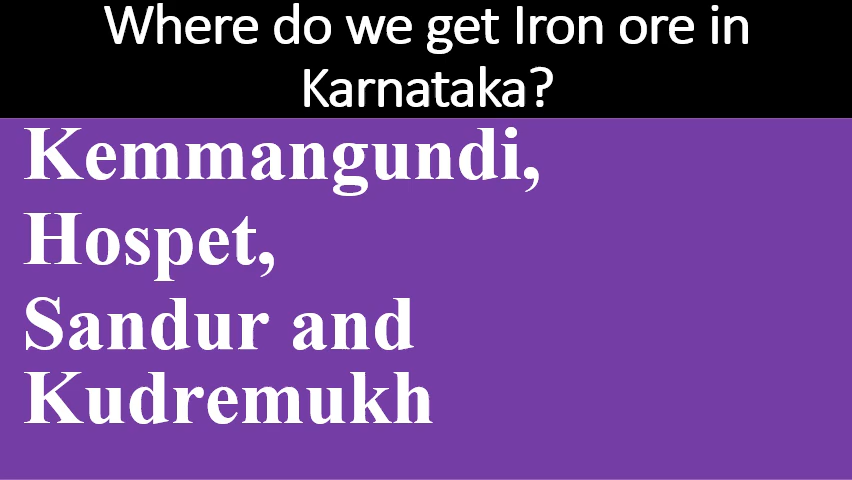 Where do we get Iron ore in
Karnataka?
Kemmangundi,
Hospet,
Sandur and
Kudremukh